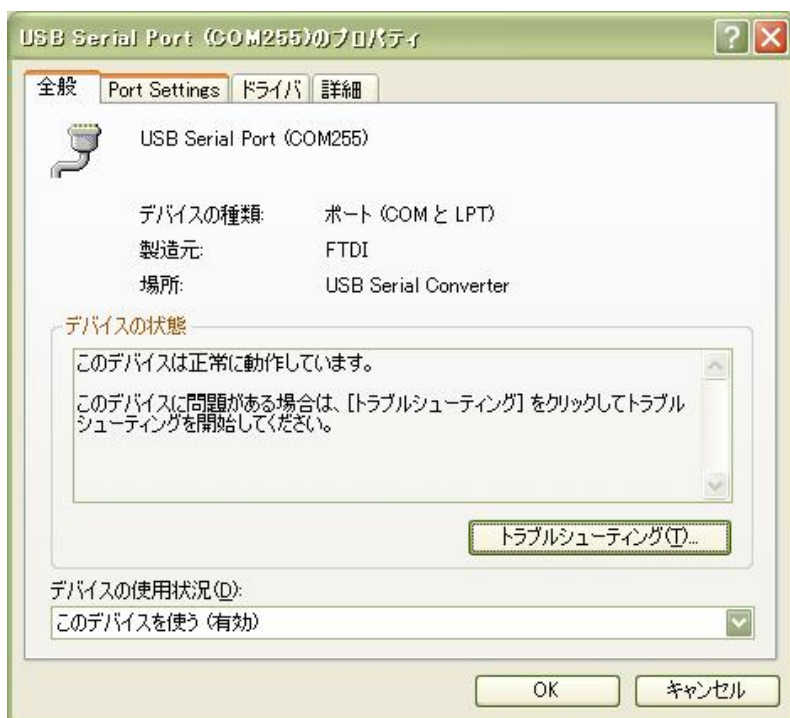 USB Serial Port (COM255)のプロパティ
全般 Port Settings ドライバ 詳細
USB Serial Port (COM255)
デバイスの種類: ポート (COM と LPT)
製造元: FTDI
場所: USB Serial Converter
デバイスの状態
このデバイスは正常に動作しています。
このデバイスに問題がある場合は、[トラブルシューティング] をクリックしてトラブル
シューティングを開始してください。
トラブルシューティング(T)...
デバイスの使用状況(D):
このデバイスを使う (有効)
OK キャンセル